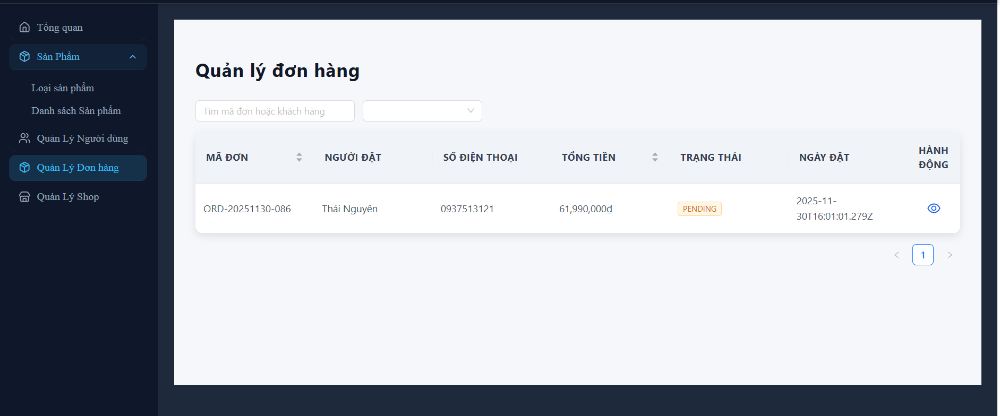 Tổng quan
Sản Phẩm
Loại sản phẩm
Danh sách Sản phẩm
Quản Lý Người dùng
Quản Lý Đơn hàng
Quản Lý Shop
Quản lý đơn hàng
Tìm mã đơn hoặc khách hàng
MÃ ĐƠN NGƯỜI ĐẶT SỐ ĐIỆN THOẠI TỔNG TIỀN TRẠNG THÁI NGÀY ĐẶT HÀNH
ĐỘNG
ORD-20251130-086 Thái Nguyên 0937513121 61,990,000₫ PENDING 2025-11-
30T16:01:01.279Z
1